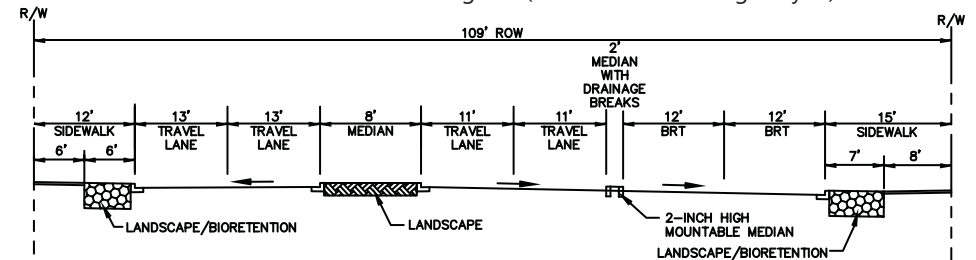 R/W
R/W
109' ROW
2'
MEDIAN
WITH
DRAINAGE
BREAKS
12'
SIDEWALK
13'
TRAVEL
LANE
13'
TRAVEL
LANE
8'
MEDIAN
11'
TRAVEL
LANE
11'
TRAVEL
LANE
12'
BRT
12'
BRT
15'
SIDEWALK
6'
6'
7'
8'
LANDSCAPE/BIORETENTION
LANDSCAPE
2-INCH HIGH
MOUNTABLE MEDIAN
LANDSCAPE/BIORETENTION